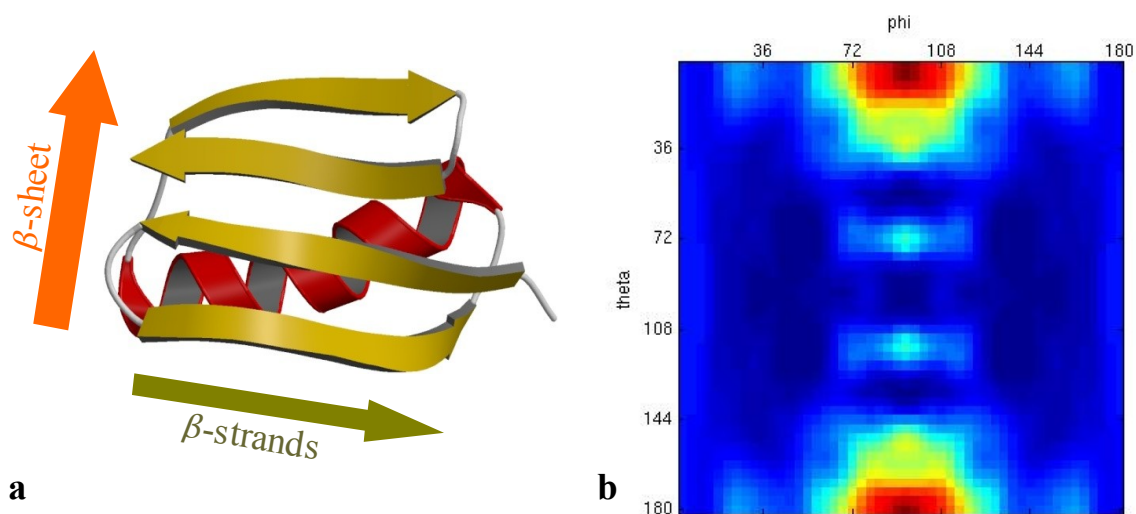 β-sheet
β-strands
a
phi
36 72 108 144 180
theta
36
72
108
144
180
b